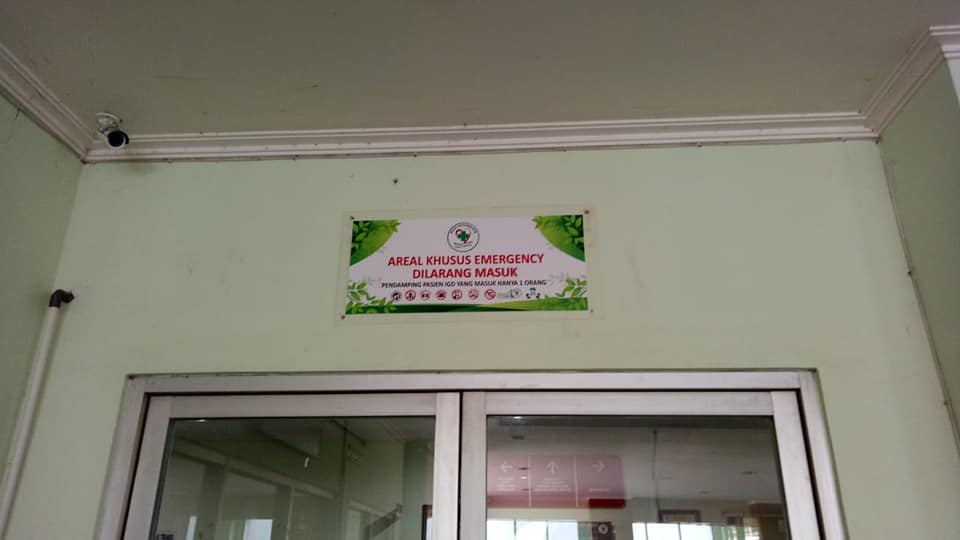 AREAL KHUSUS EMERGENCY
DILARANG MASUK
PENDAMPING PASIEN IGD YANG MASUK HANYA 1 ORANG